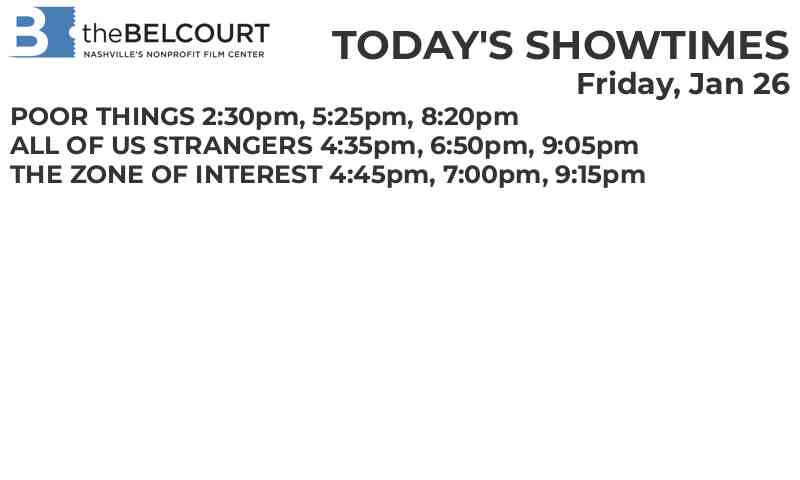 B theBELCOURT
NASHVILLE'S NONPROFIT FILM CENTER
TODAY'S SHOWTIMES
Friday, Jan 26
POOR THINGS 2:30pm, 5:25pm, 8:20pm
ALL OF US STRANGERS 4:35pm, 6:50pm, 9:05pm
THE ZONE OF INTEREST 4:45pm, 7:00pm, 9:15pm